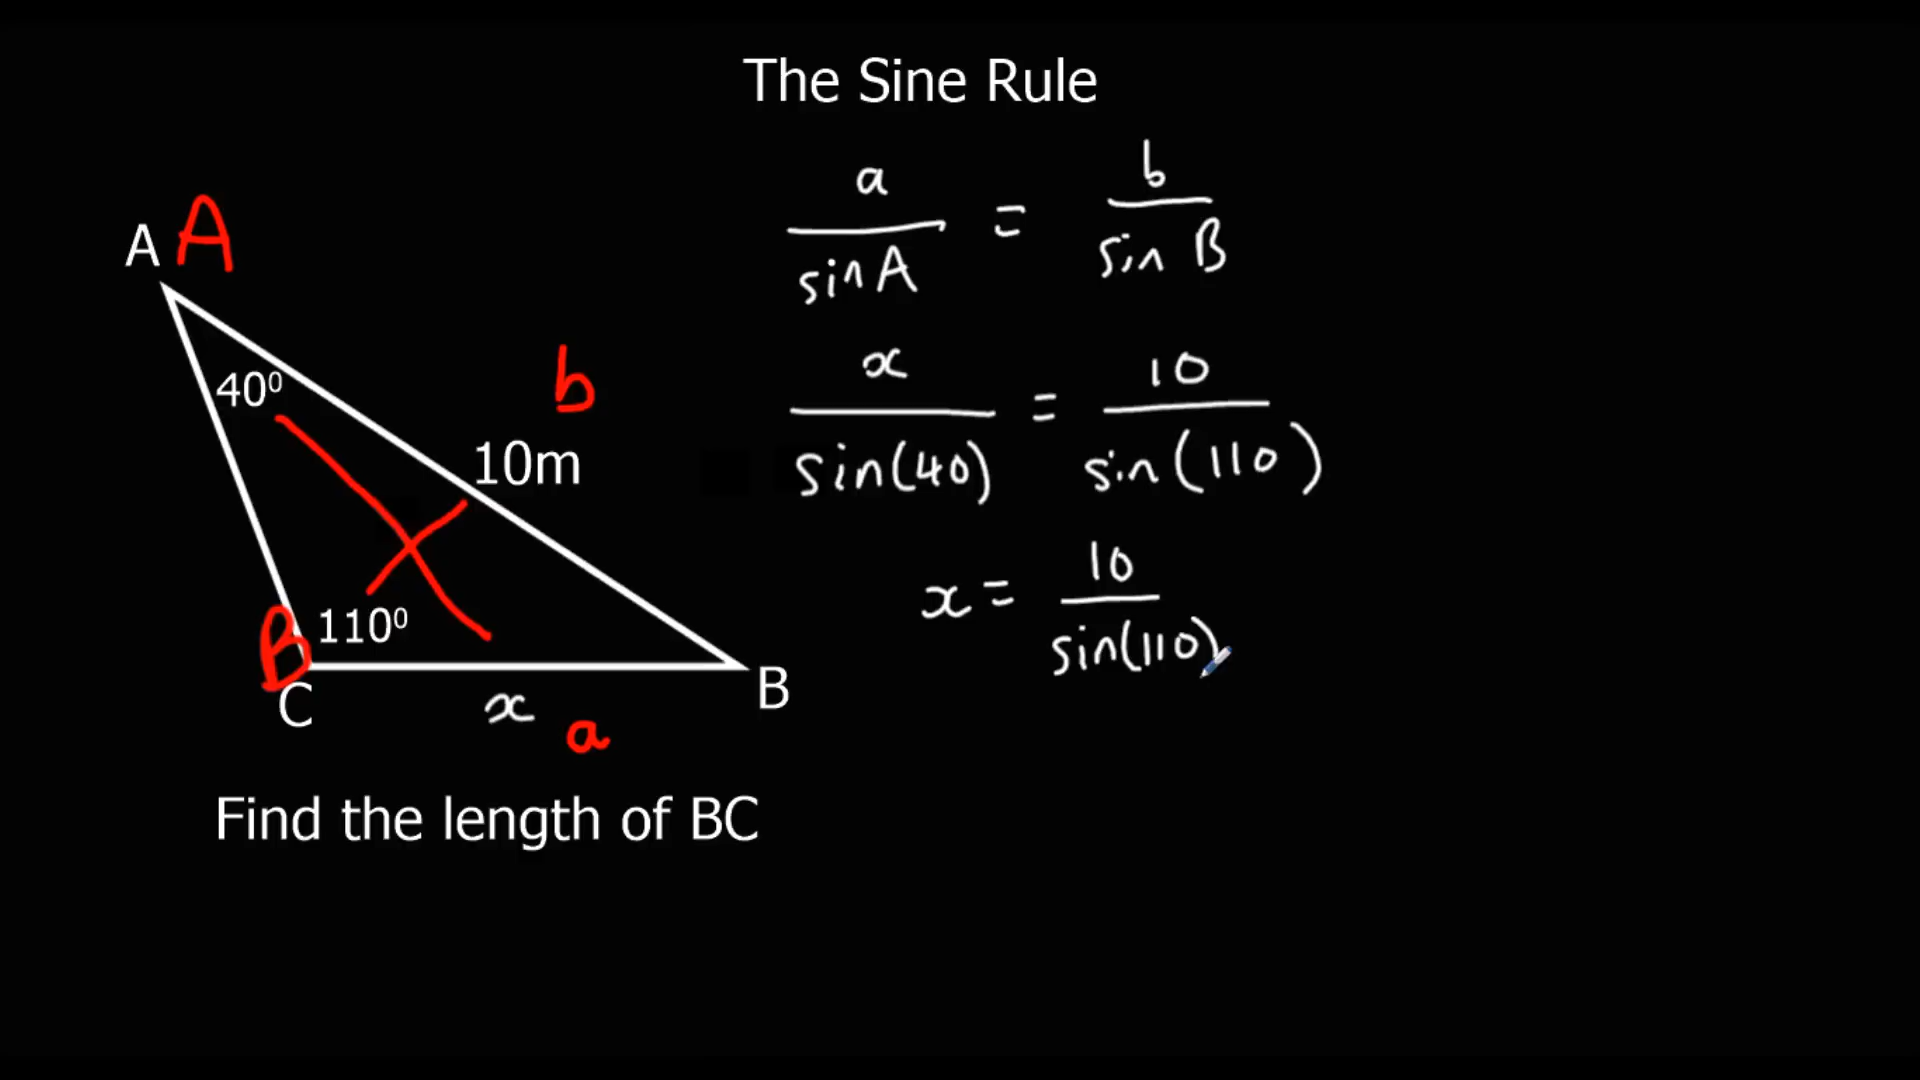 The Sine Rule
a/sin A = b/sin B
A A
40⁰
b
10m
x/sin(40) = 10/sin(110)
x = 10/sin(110)
B 110⁰
C
B
x
a
Find the length of BC